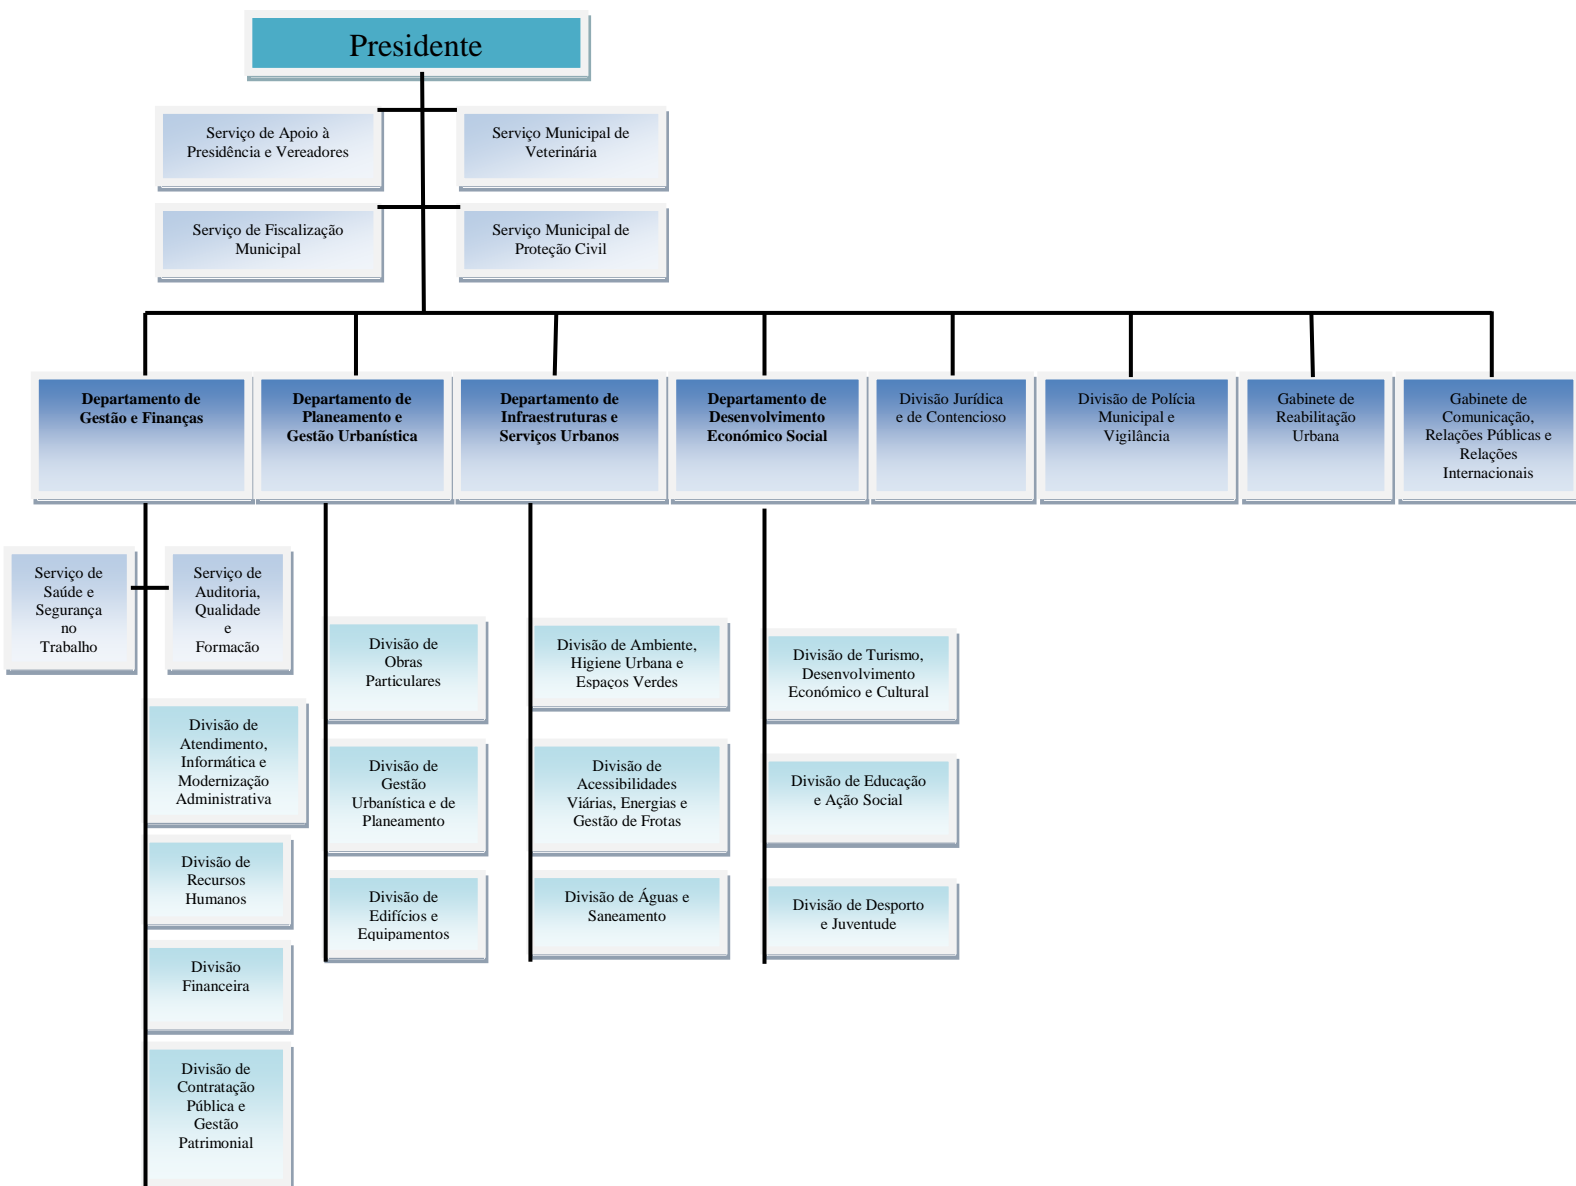 Presidente
Serviço de Apoio à
Presidência e Vereadores
Serviço Municipal de
Veterinária
Serviço de Fiscalização
Municipal
Serviço Municipal de
Proteção Civil
Departamento de
Gestão e Finanças
Departamento de
Planeamento e
Gestão Urbanística
Departamento de
Infraestruturas e
Serviços Urbanos
Departamento de
Desenvolvimento
Económico Social
Divisão Jurídica
e de Contencioso
Divisão de Polícia
Municipal e
Vigilância
Gabinete de
Reabilitação
Urbana
Gabinete de
Comunicação,
Relações Públicas e
Relações
Internacionais
Serviço de
Saúde e
Segurança
no
Trabalho
Serviço de
Auditoria,
Qualidade
e
Formação
Divisão de
Atendimento,
Informática e
Modernização
Administrativa
Divisão de
Recursos
Humanos
Divisão
Financeira
Divisão de
Contratação
Pública e
Gestão
Patrimonial
Divisão de
Obras
Particulares
Divisão de
Gestão
Urbanística e de
Planeamento
Divisão de
Edifícios e
Equipamentos
Divisão de Ambiente,
Higiene Urbana e
Espaços Verdes
Divisão de
Acessibilidades
Viárias, Energias e
Gestão de Frotas
Divisão de Águas e
Saneamento
Divisão de Turismo,
Desenvolvimento
Económico e Cultural
Divisão de Educação
e Ação Social
Divisão de Desporto
e Juventude